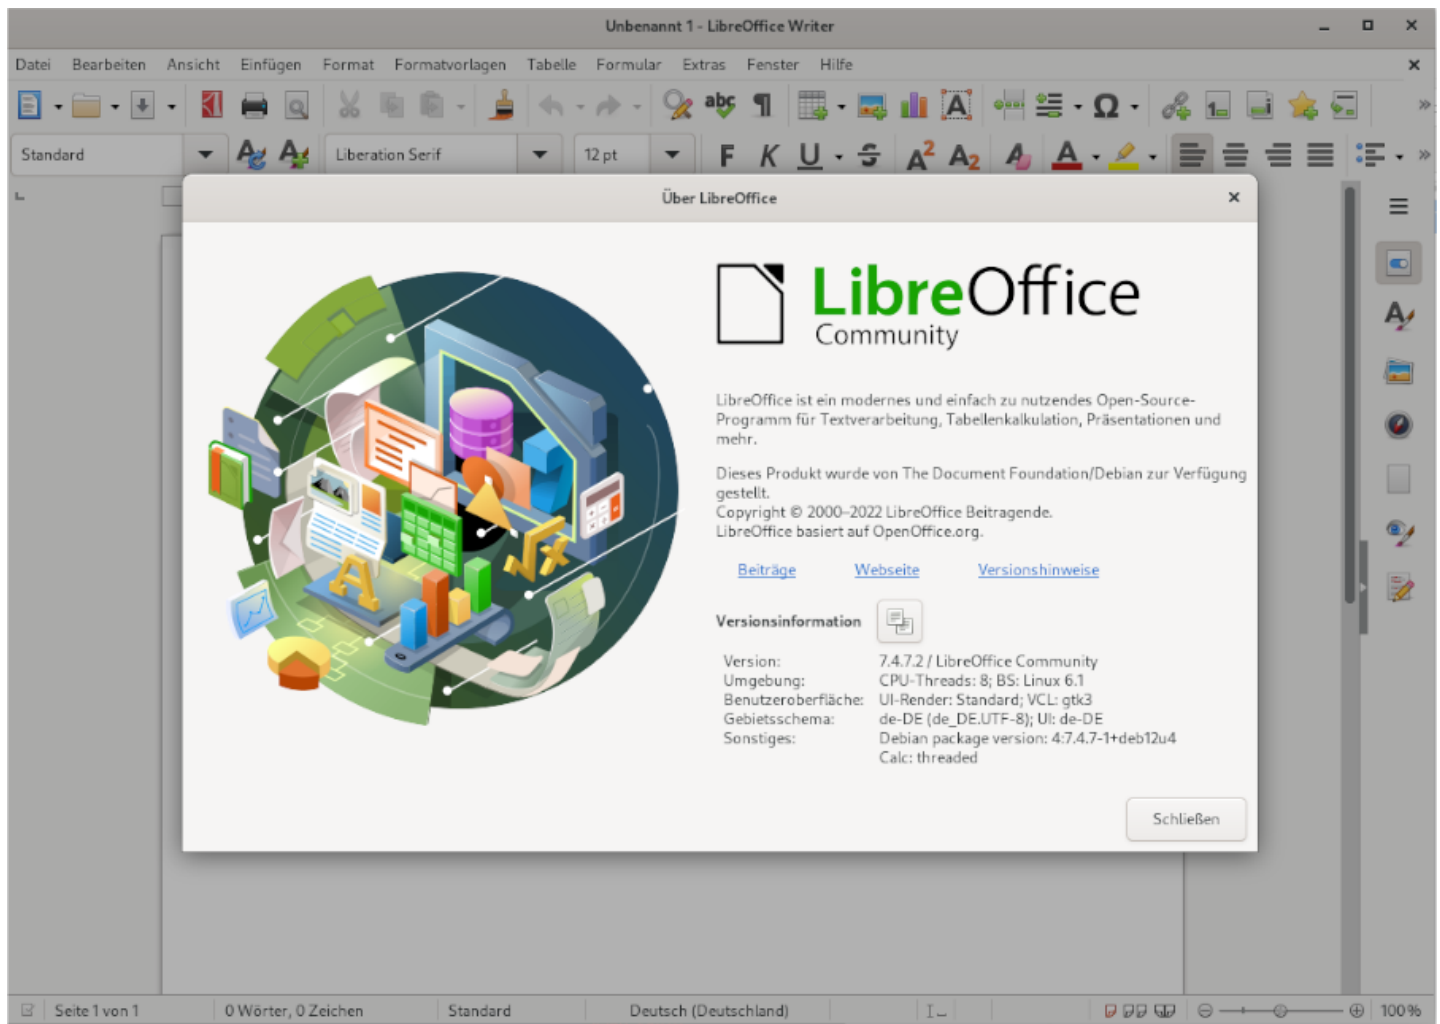 Unbenannt 1 - LibreOffice Writer
Datei Bearbeiten Ansicht Einfügen Format Formatvorlagen Tabelle Formular Extras Fenster Hilfe
Standard Liberation Serif 12 pt F K U S A² A₂ A A
Über LibreOffice
LibreOffice
Community
LibreOffice ist ein modernes und einfach zu nutzendes Open-Source-
Programm für Textverarbeitung, Tabellenkalkulation, Präsentationen und
mehr.
Dieses Produkt wurde von The Document Foundation/Debian zur Verfügung
gestellt.
Copyright © 2000–2022 LibreOffice Beitragende.
LibreOffice basiert auf OpenOffice.org.
Beiträge Webseite Versionshinweise
Versionsinformation
Version: 7.4.7.2 / LibreOffice Community
Umgebung: CPU-Threads: 8; BS: Linux 6.1
Benutzeroberfläche: UI-Render: Standard; VCL: gtk3
Gebietsschema: de-DE (de_DE.UTF-8); UI: de-DE
Sonstiges: Debian package version: 4:7.4.7-1+deb12u4
Calc: threaded
Schließen
Seite 1 von 1 0 Wörter, 0 Zeichen Standard Deutsch (Deutschland) 100%